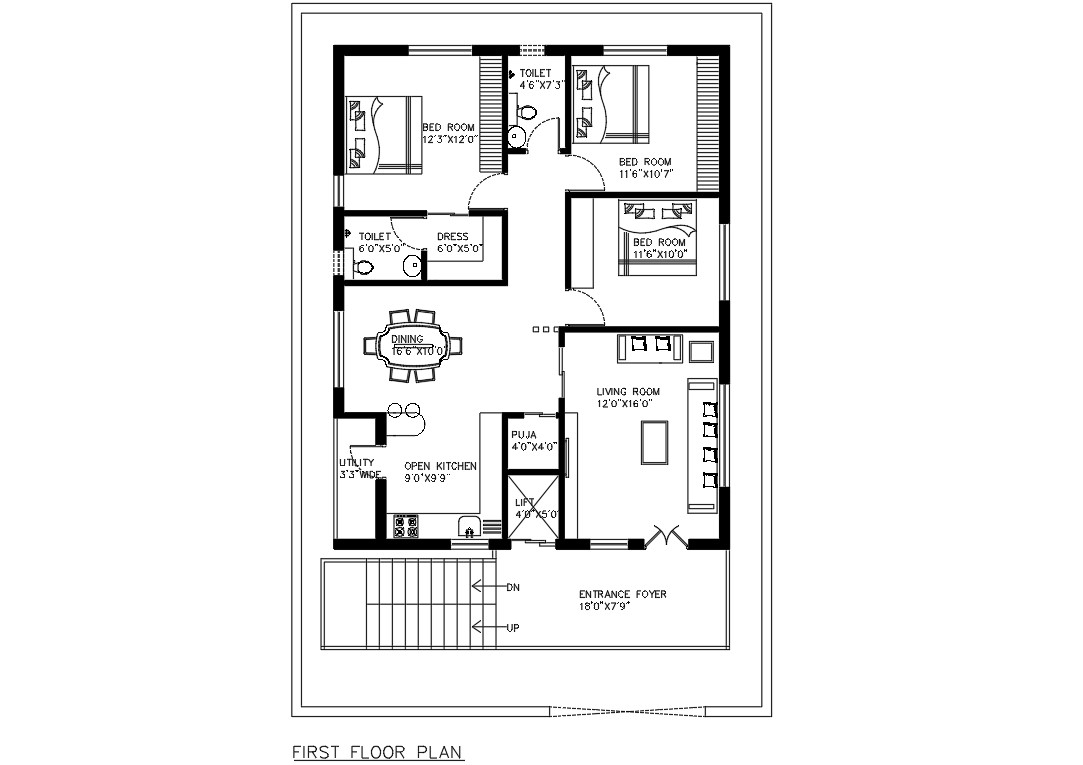 TOILET
4'6"X7'3"
BED ROOM
12'3"X12'0"
BED ROOM
11'6"X10'7"
TOILET
6'0"X5'0"
DRESS
6'0"X5'0"
BED ROOM
11'6"X10'0"
DINING
16'6"X10'0"
LIVING ROOM
12'0"X16'0"
PUJA
4'0"X4'0"
UTILITY
3'3" WIDE
OPEN KITCHEN
9'0"X9'9"
LIFT
4'0"X5'0"
DN
ENTRANCE FOYER
18'0"X7'9"
UP
FIRST FLOOR PLAN